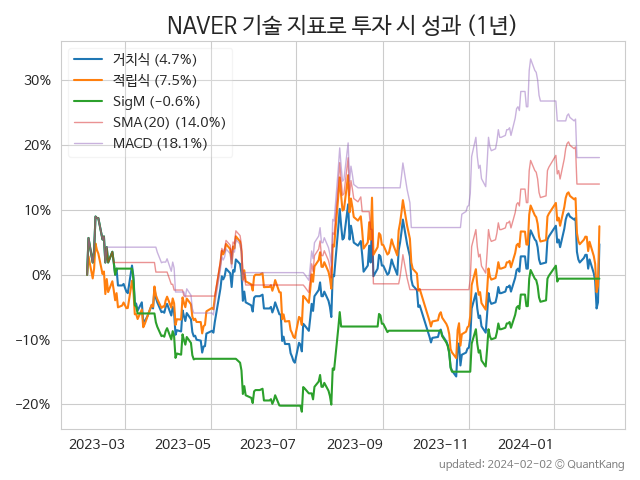 NAVER 기술 지표로 투자 시 성과 (1년)
거치식 (4.7%)
적립식 (7.5%)
SigM (−0.6%)
SMA(20) (14.0%)
MACD (18.1%)
30%
20%
10%
0%
−10%
−20%
2023-03 2023-05 2023-07 2023-09 2023-11 2024-01
updated: 2024-02-02 © QuantKang